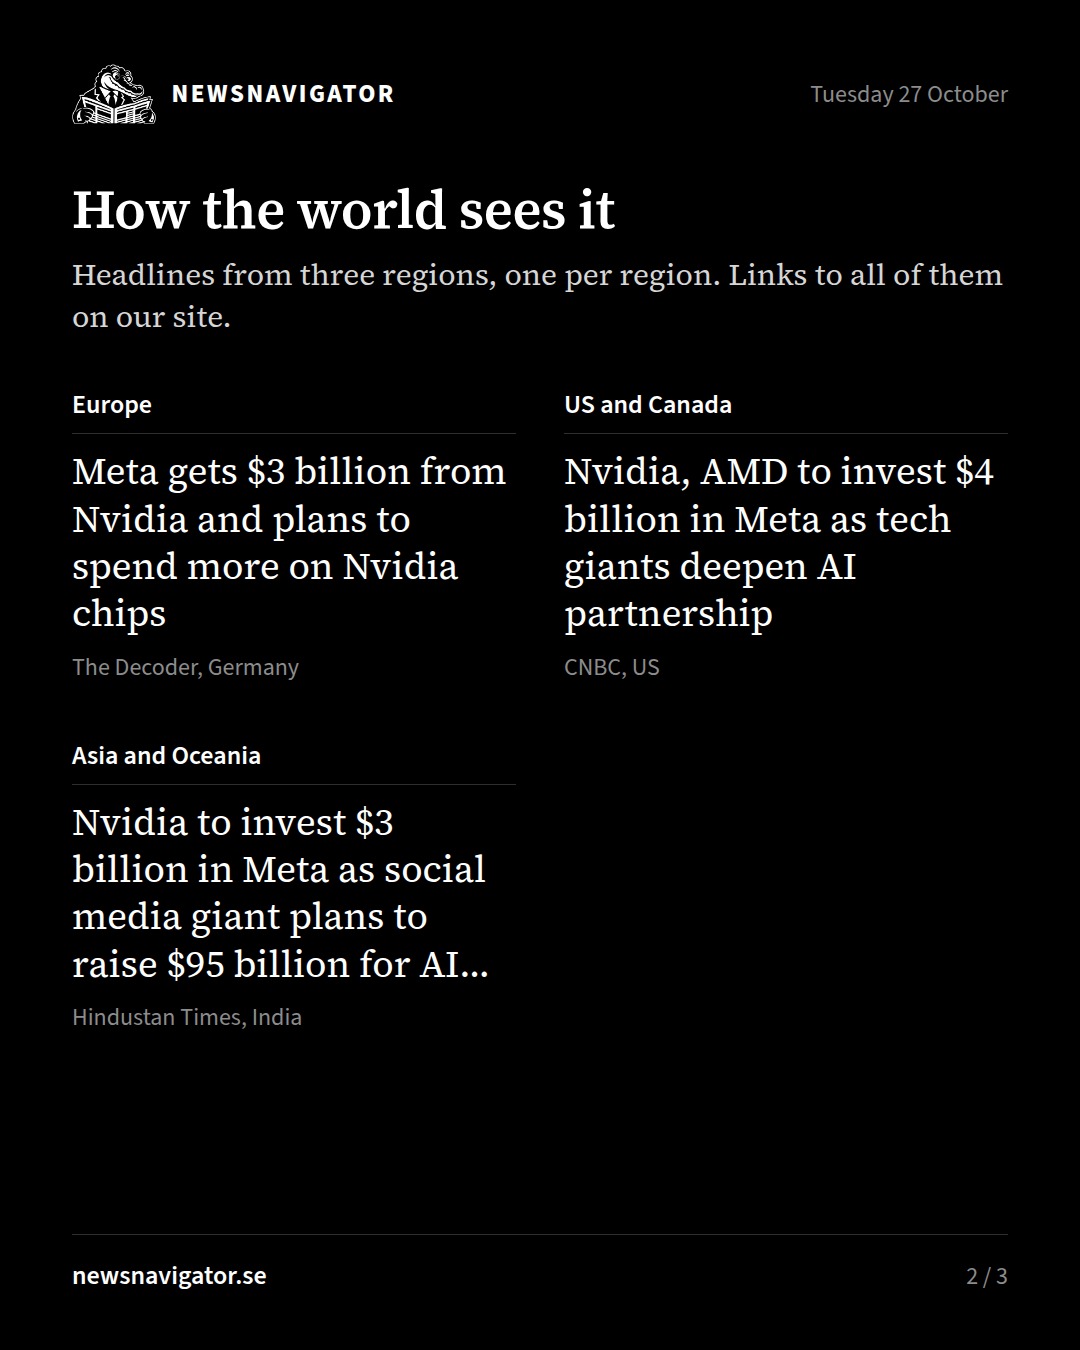 NEWSNAVIGATOR
Tuesday 27 October
How the world sees it
Headlines from three regions, one per region. Links to all of them
on our site.
Europe
Meta gets $3 billion from
Nvidia and plans to
spend more on Nvidia
chips
The Decoder, Germany
US and Canada
Nvidia, AMD to invest $4
billion in Meta as tech
giants deepen AI
partnership
CNBC, US
Asia and Oceania
Nvidia to invest $3
billion in Meta as social
media giant plans to
raise $95 billion for AI...
Hindustan Times, India
newsnavigator.se
2 / 3